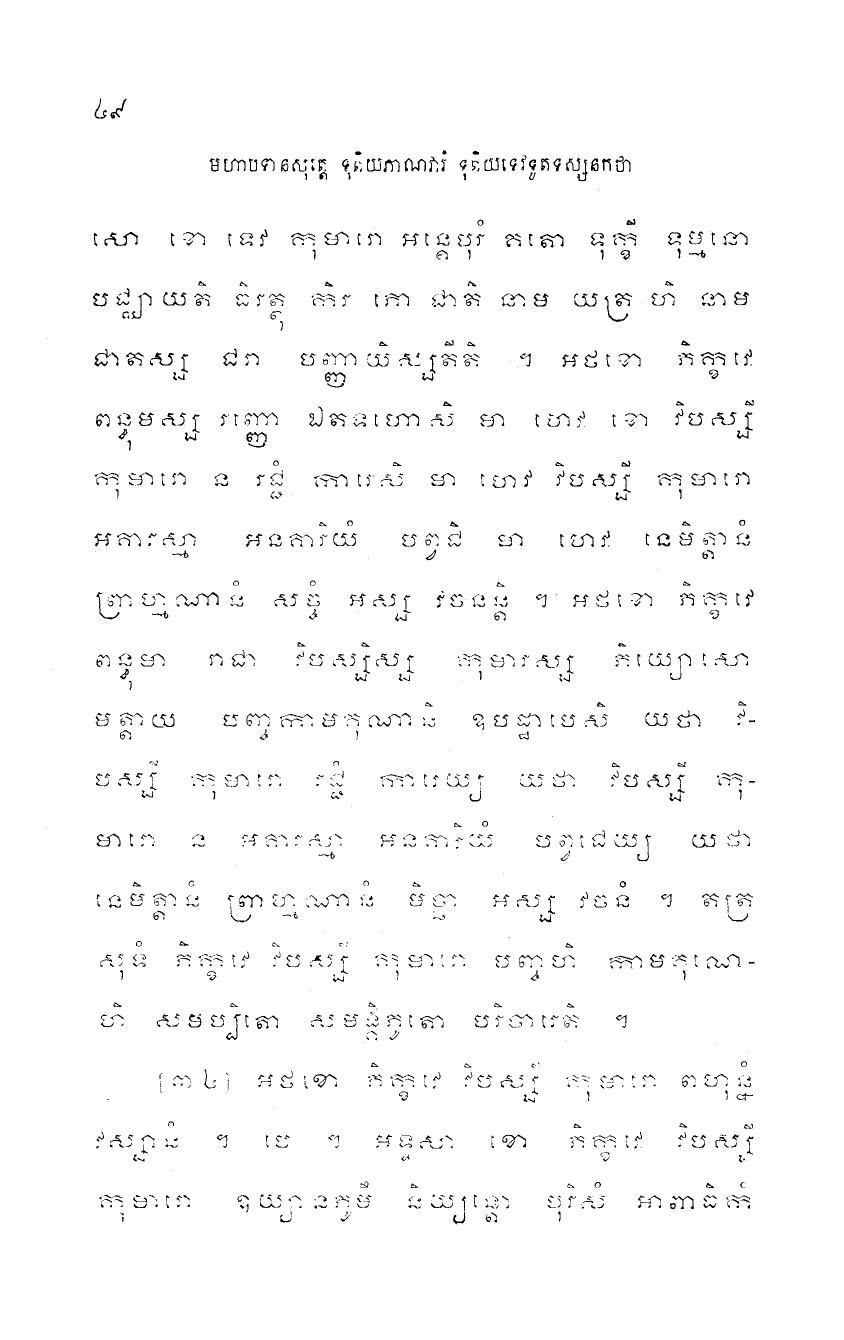 ៤៩
មហាបទានសុត្តេ ទុតិយភាណវារំ ទុតិយទេវទូតទស្សនកថា
សោ ខោ ទេវ កុមារោ អន្តេបុរំ គតោ ទុក្ខី ទុម្មនោ
បជ្ឈាយតិ ធិរត្ថុ កិរ ភោ ជាតិ នាម យត្រ ហិ នាម
ជាតស្ស ជរា បញ្ញាយិស្សតីតិ ។ អថខោ ភិក្ខវេ
ពន្ធុមស្ស រញ្ញោ ឯតទហោសិ មា ហេវ ខោ វិបស្សី
កុមារោ ន រជ្ជំ ការេសិ មា ហេវ វិបស្សី កុមារោ
អគារស្មា អនគារិយំ បព្វជិ មា ហេវ នេមិត្តានំ
ព្រាហ្មណានំ សច្ចំ អស្ស វចនន្តិ ។ អថខោ ភិក្ខវេ
ពន្ធុមា រាជា វិបស្សិស្ស កុមារស្ស ភិយ្យោសោ
មត្តាយ បញ្ចកាមគុណានិ ឧបដ្ឋាបេសិ យថា វិ-
បស្សី កុមារោ រជ្ជំ ការេយ្យ យថា វិបស្សី កុ-
មារោ ន អគារស្មា អនគារិយំ បព្វជេយ្យ យថា
នេមិត្តានំ ព្រាហ្មណានំ មិច្ឆា អស្ស វចនំ ។ តត្រ
សុទំ ភិក្ខវេ វិបស្សី កុមារោ បញ្ចហិ កាមគុណេ-
ហិ សមប្បិតោ សមង្គិភូតោ បរិចារេតិ ។
[៣៤] អថខោ ភិក្ខវេ វិបស្សី កុមារោ ពហុន្នំ
វស្សានំ ។ បេ ។ អទ្ទសា ខោ ភិក្ខវេ វិបស្សី
កុមារោ ឧយ្យានភូមឹ និយ្យន្តោ បុរិសំ អាពាធិកំ